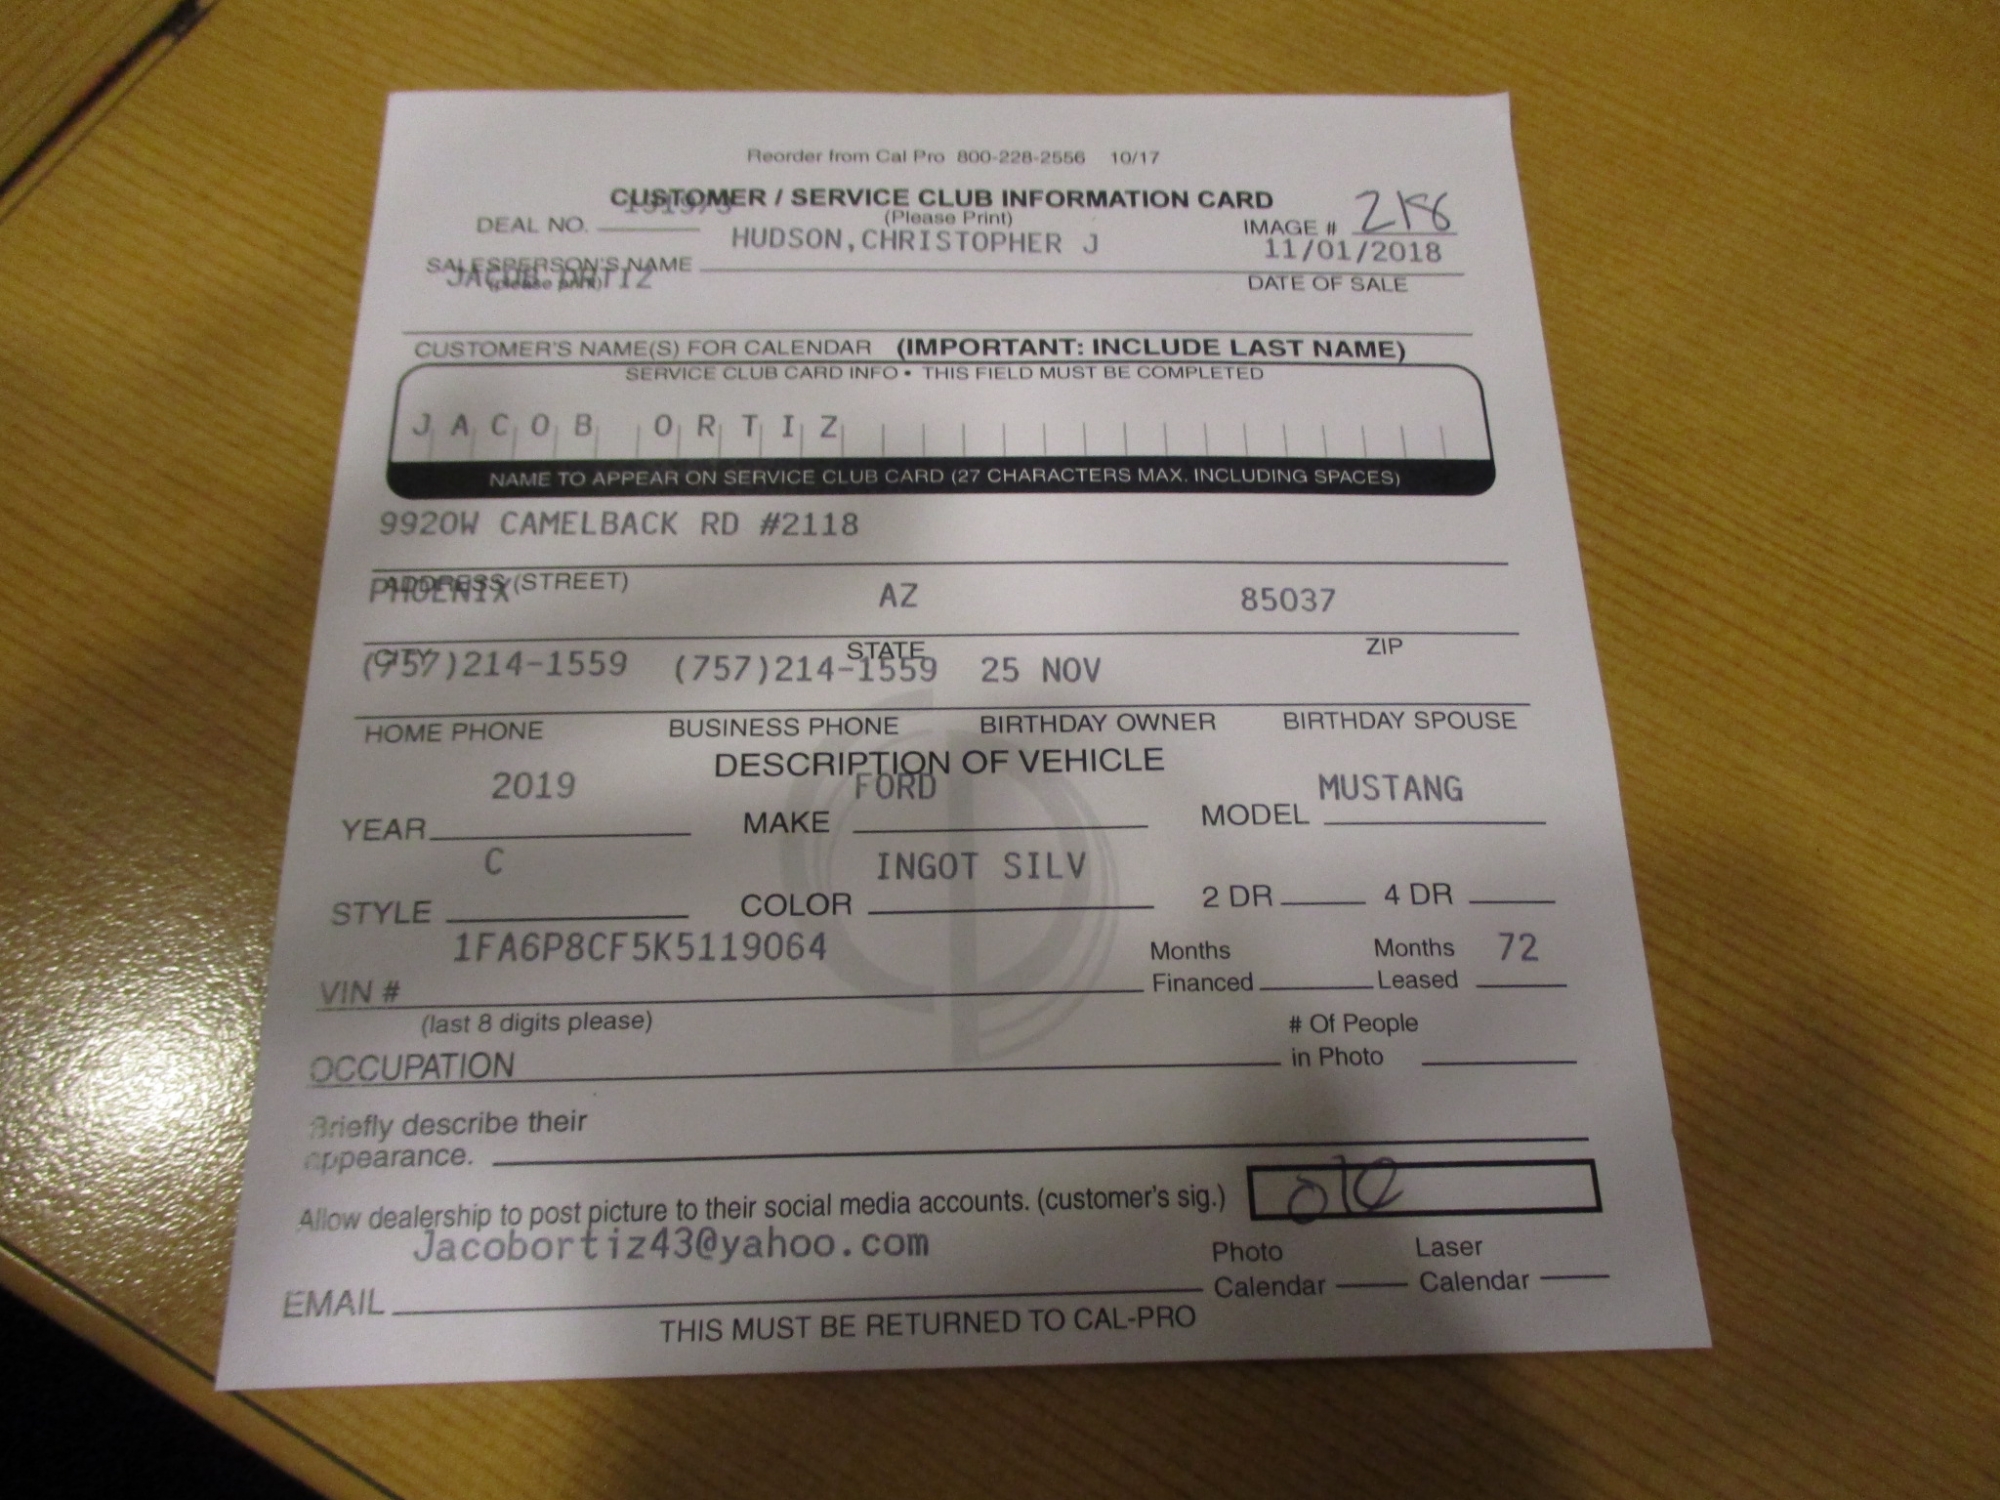 Reorder from Cal Pro 800-228-2556 10/17
CUSTOMER / SERVICE CLUB INFORMATION CARD
(Please Print)
DEAL NO. IMAGE # 2186
HUDSON,CHRISTOPHER J 11/01/2018
SALESPERSON'S NAME
(please print) DATE OF SALE
JACOB ORTIZ
CUSTOMER'S NAME(S) FOR CALENDAR (IMPORTANT: INCLUDE LAST NAME)
SERVICE CLUB CARD INFO • THIS FIELD MUST BE COMPLETED
JACOB ORTIZ
NAME TO APPEAR ON SERVICE CLUB CARD (27 CHARACTERS MAX. INCLUDING SPACES)
9920W CAMELBACK RD #2118
ADDRESS (STREET)
PHOENIX AZ 85037
CITY STATE ZIP
(757)214-1559 (757)214-1559 25 NOV
HOME PHONE BUSINESS PHONE BIRTHDAY OWNER BIRTHDAY SPOUSE
DESCRIPTION OF VEHICLE
2019 FORD MUSTANG
YEAR MAKE MODEL
C INGOT SILV
STYLE COLOR 2 DR 4 DR
1FA6P8CF5K5119064 Months Months 72
VIN # Financed Leased
(last 8 digits please) # Of People
OCCUPATION in Photo
Briefly describe their
appearance.
Allow dealership to post picture to their social media accounts. (customer's sig.)
Jacobortiz43@yahoo.com Photo Laser
EMAIL Calendar Calendar
THIS MUST BE RETURNED TO CAL-PRO